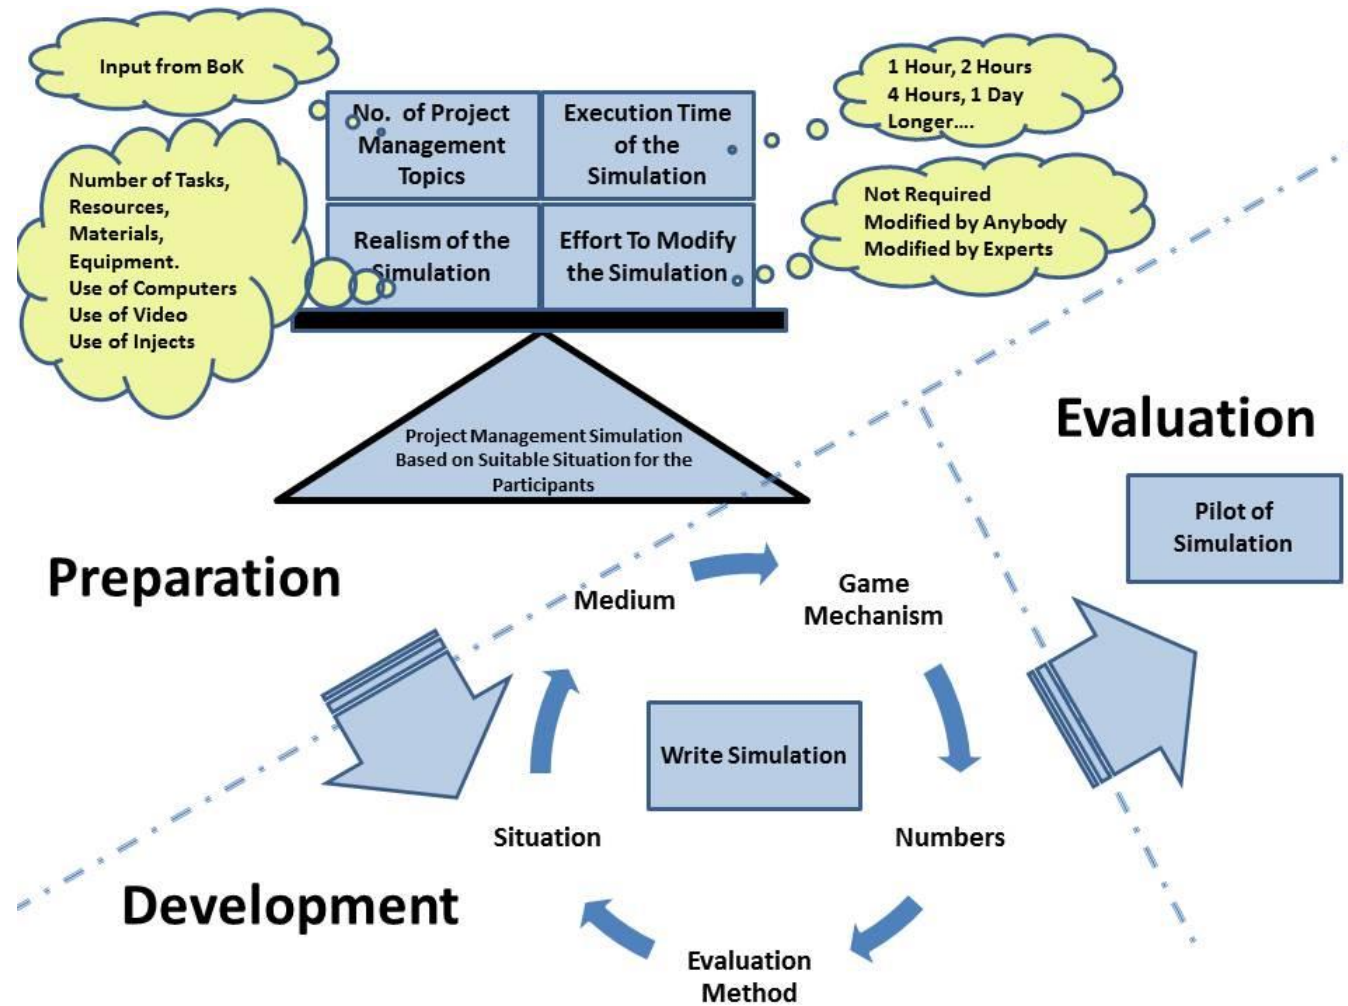 Input from BoK
Number of Tasks,
Resources,
Materials,
Equipment.
Use of Computers
Use of Video
Use of Injects
No. of Project
Management
Topics
Execution Time
of the
Simulation
Realism of the
Simulation
Effort To Modify
the Simulation
1 Hour, 2 Hours
4 Hours, 1 Day
Longer....
Not Required
Modified by Anybody
Modified by Experts
Project Management Simulation
Based on Suitable Situation for the
Participants
Preparation
Evaluation
Pilot of
Simulation
Medium
Game
Mechanism
Write Simulation
Situation
Numbers
Development
Evaluation
Method